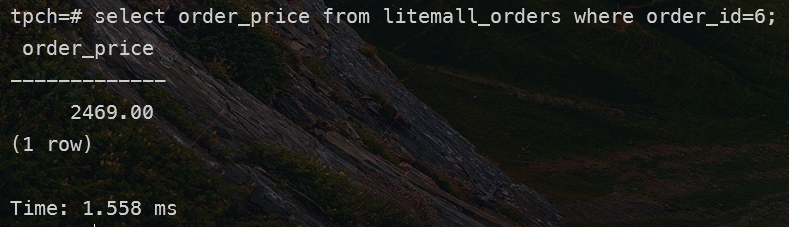 tpch=# select order_price from litemall_orders where order_id=6;
order_price
-------------
2469.00
(1 row)
Time: 1.558 ms